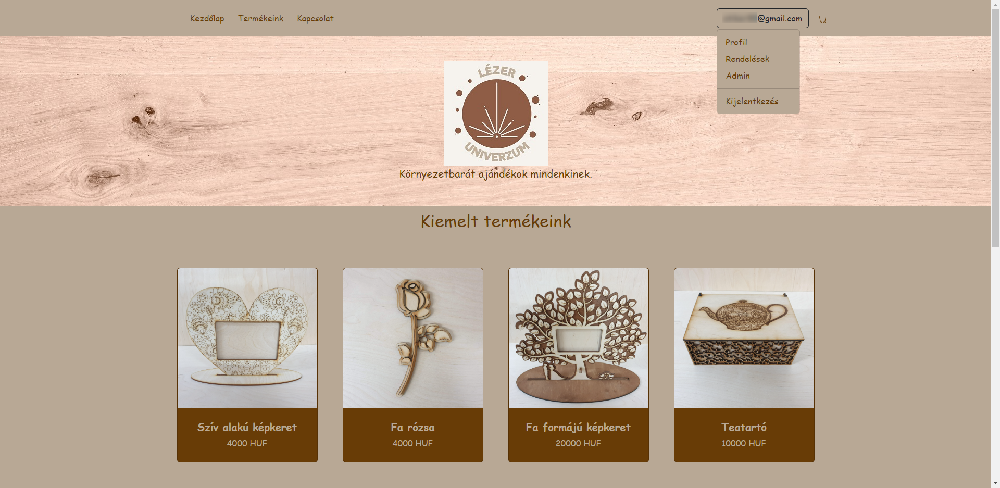 Kezdőlap Termékeink Kapcsolat @gmail.com
Profil
Rendelések
Admin
Kijelentkezés
LÉZER
UNIVERZUM
Környezetbarát ajándékok mindenkinek.
Kiemelt termékeink
Szív alakú képkeret
4000 HUF
Fa rózsa
4000 HUF
Fa formájú képkeret
20000 HUF
Teatartó
10000 HUF